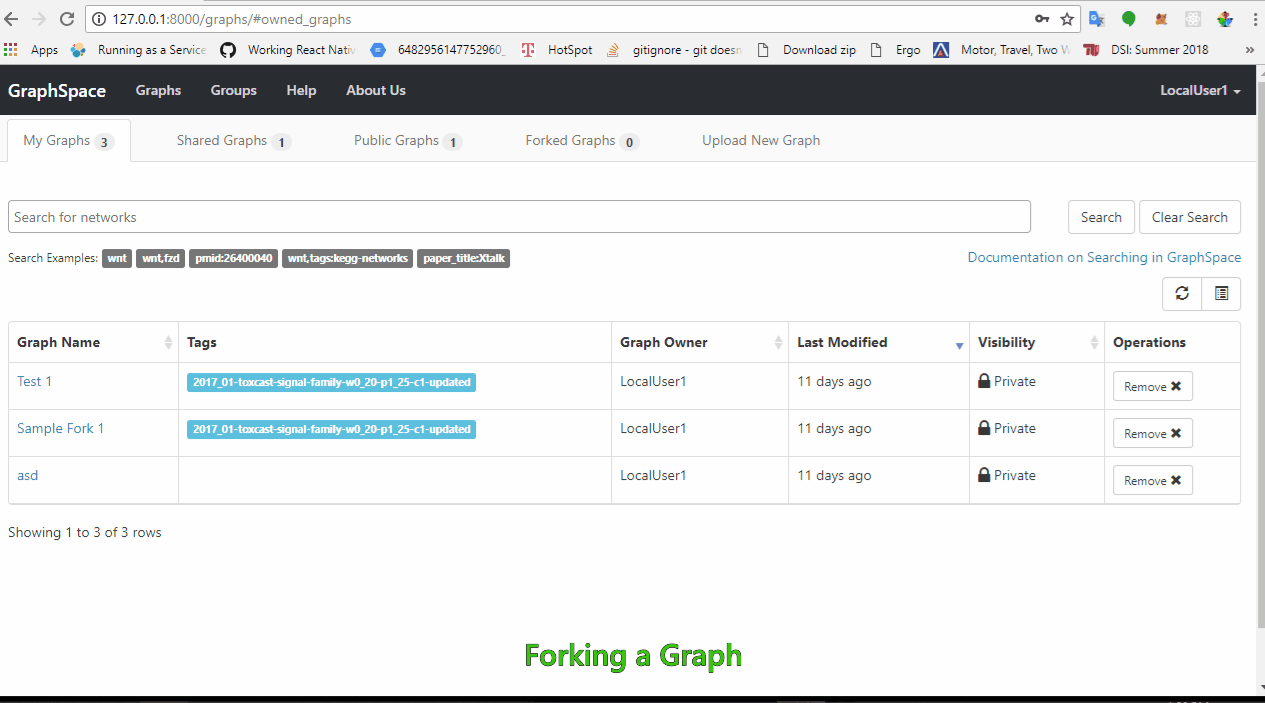 127.0.0.1:8000/graphs/#owned_graphs
Apps Running as a Service Working React Nativ 6482956147752960_ HotSpot gitignore - git doesn Download zip Ergo Motor, Travel, Two W DSI: Summer 2018 »
GraphSpace Graphs Groups Help About Us LocalUser1
My Graphs 3 Shared Graphs 1 Public Graphs 1 Forked Graphs 0 Upload New Graph
Search for networks Search Clear Search
Search Examples: wnt wnt,fzd pmid:26400040 wnt,tags:kegg-networks paper_title:Xtalk Documentation on Searching in GraphSpace
Graph Name Tags Graph Owner Last Modified Visibility Operations
Test 1 2017_01-toxcast-signal-family-w0_20-p1_25-c1-updated LocalUser1 11 days ago Private Remove ✖
Sample Fork 1 2017_01-toxcast-signal-family-w0_20-p1_25-c1-updated LocalUser1 11 days ago Private Remove ✖
asd LocalUser1 11 days ago Private Remove ✖
Showing 1 to 3 of 3 rows
Forking a Graph